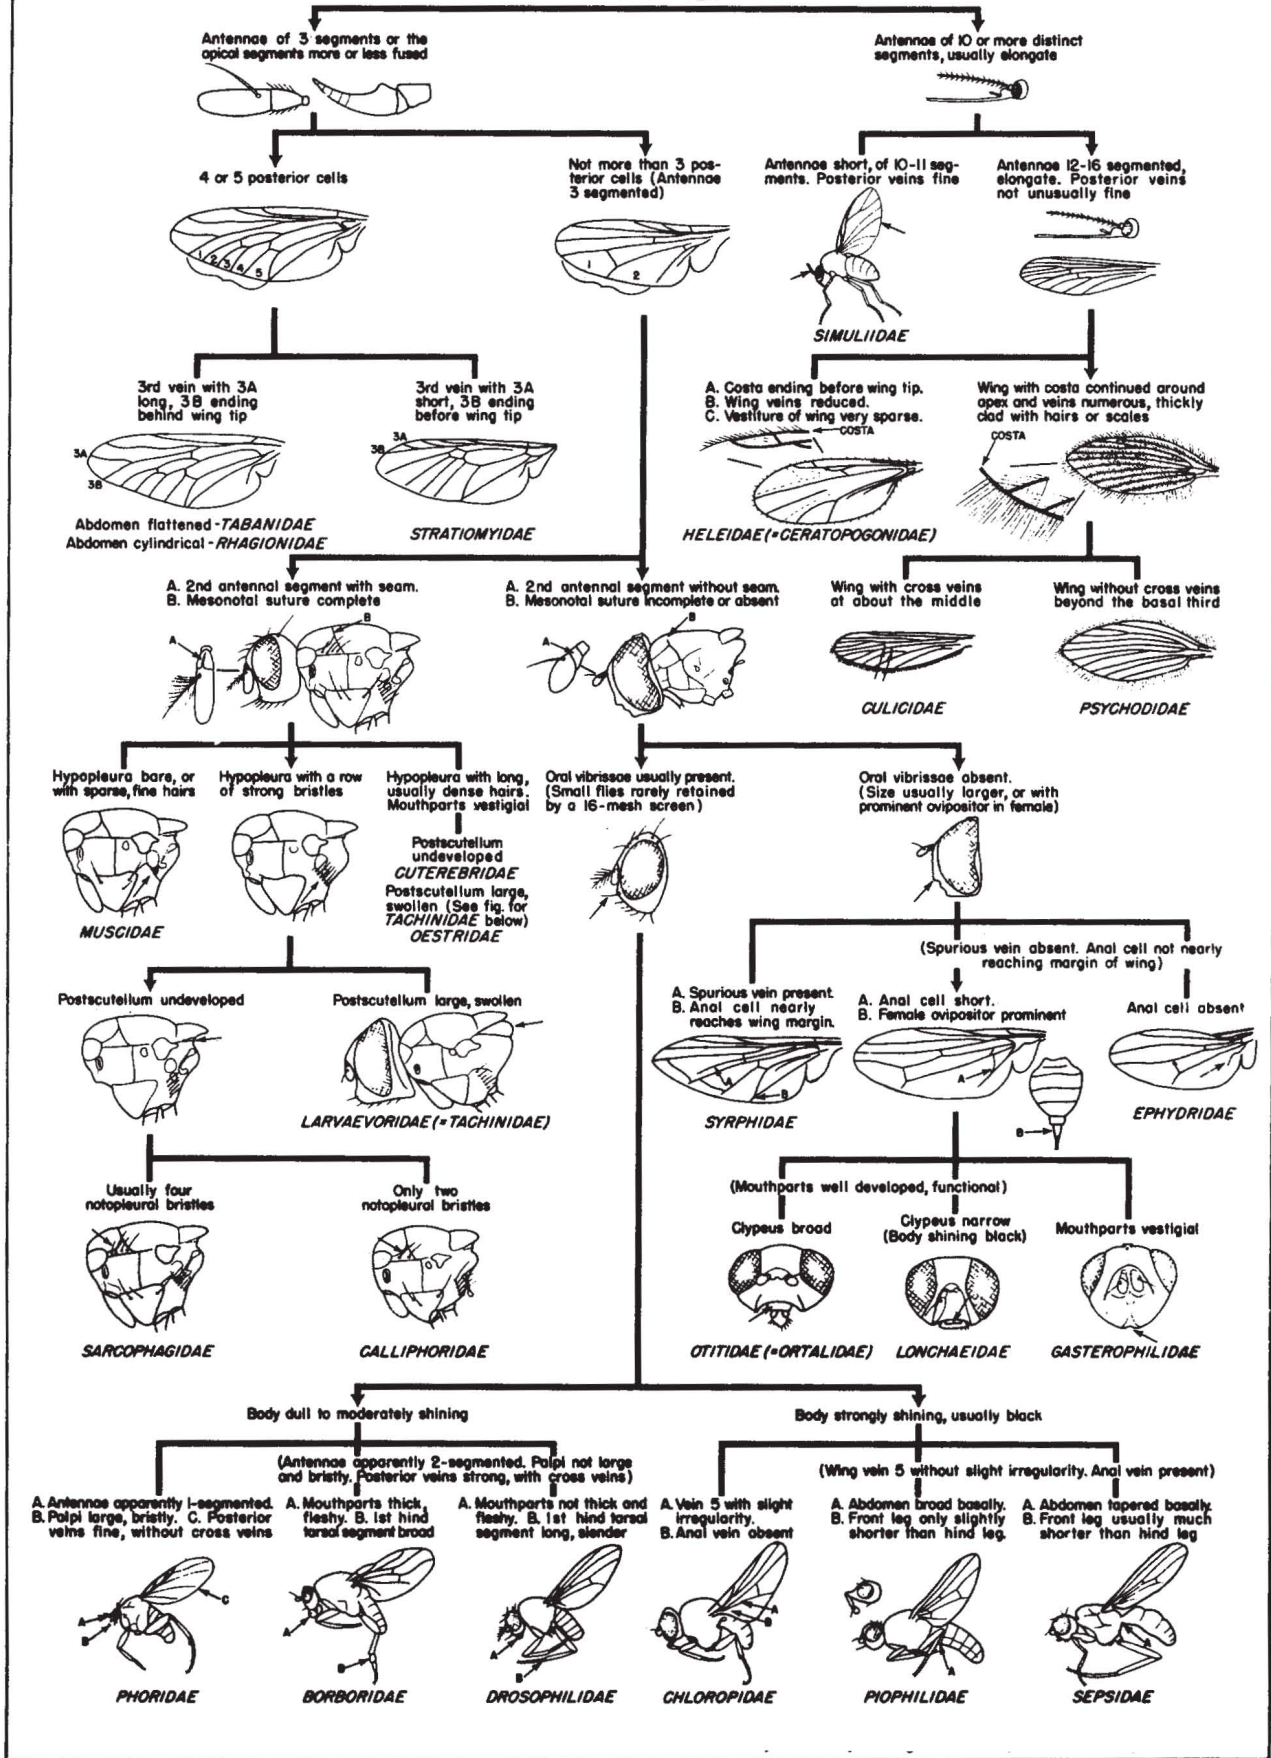 Antennae of 3 segments or the
apical segments more or less fused
Antennae of 10 or more distinct
segments, usually elongate
4 or 5 posterior cells
Not more than 3 pos-
terior cells (Antennae
3 segmented)
Antennae short, of 10-11 seg-
ments. Posterior veins fine
Antennae 12-16 segmented,
elongate. Posterior veins
not unusually fine
1 2 3 4 5
1 2
SIMULIIDAE
3rd vein with 3A
long, 3B ending
behind wing tip
3rd vein with 3A
short, 3B ending
before wing tip
A. Costa ending before wing tip.
B. Wing veins reduced.
C. Vestiture of wing very sparse.
Wing with costa continued around
apex and veins numerous, thickly
clad with hairs or scales
3A
3B
3A
3B
COSTA
COSTA
Abdomen flattened-TABANIDAE
Abdomen cylindrical-RHAGIONIDAE
STRATIOMYIDAE
HELEIDAE(=CERATOPOGONIDAE)
A. 2nd antennal segment with seam.
B. Mesonotal suture complete
A. 2nd antennal segment without seam.
B. Mesonotal suture incomplete or absent
Wing with cross veins
at about the middle
Wing without cross veins
beyond the basal third
A
B
A
B
CULICIDAE
PSYCHODIDAE
Hypopleura bare, or
with sparse, fine hairs
Hypopleura with a row
of strong bristles
Hypopleura with long,
usually dense hairs.
Mouthparts vestigial
Oral vibrissae usually present.
(Small flies rarely retained
by a 16-mesh screen)
Oral vibrissae absent.
(Size usually larger, or with
prominent ovipositor in female)
Postscutellum
undeveloped
CUTEREBRIDAE
Postscutellum large,
swollen (See fig. for
TACHINIDAE below)
OESTRIDAE
MUSCIDAE
(Spurious vein absent. Anal cell not nearly
reaching margin of wing)
Postscutellum undeveloped
Postscutellum large, swollen
A. Spurious vein present.
B. Anal cell nearly
reaches wing margin.
A. Anal cell short.
B. Female ovipositor prominent
Anal cell absent
A
B
A
B
LARVAEVORIDAE(=TACHINIDAE)
SYRPHIDAE
EPHYDRIDAE
Usually four
notopleural bristles
Only two
notopleural bristles
(Mouthparts well developed, functional)
Clypeus broad
Clypeus narrow
(Body shining black)
Mouthparts vestigial
SARCOPHAGIDAE
CALLIPHORIDAE
OTITIDAE(=ORTALIDAE)
LONCHAEIDAE
GASTEROPHILIDAE
Body dull to moderately shining
Body strongly shining, usually black
(Antennae apparently 2-segmented. Palpi not large
and bristly. Posterior veins strong, with cross veins)
(Wing vein 5 without slight irregularity. Anal vein present)
A. Antennae apparently 1-segmented.
B. Palpi large, bristly. C. Posterior
veins fine, without cross veins
A. Mouthparts thick,
fleshy. B. 1st hind
tarsal segment broad
A. Mouthparts not thick and
fleshy. B. 1st hind tarsal
segment long, slender
A. Vein 5 with slight
irregularity.
B. Anal vein absent
A. Abdomen broad basally.
B. Front leg only slightly
shorter than hind leg.
A. Abdomen tapered basally.
B. Front leg usually much
shorter than hind leg
A
B
C
A
B
A
B
A
B
A
A
PHORIDAE
BORBORIDAE
DROSOPHILIDAE
CHLOROPIDAE
PIOPHILIDAE
SEPSIDAE